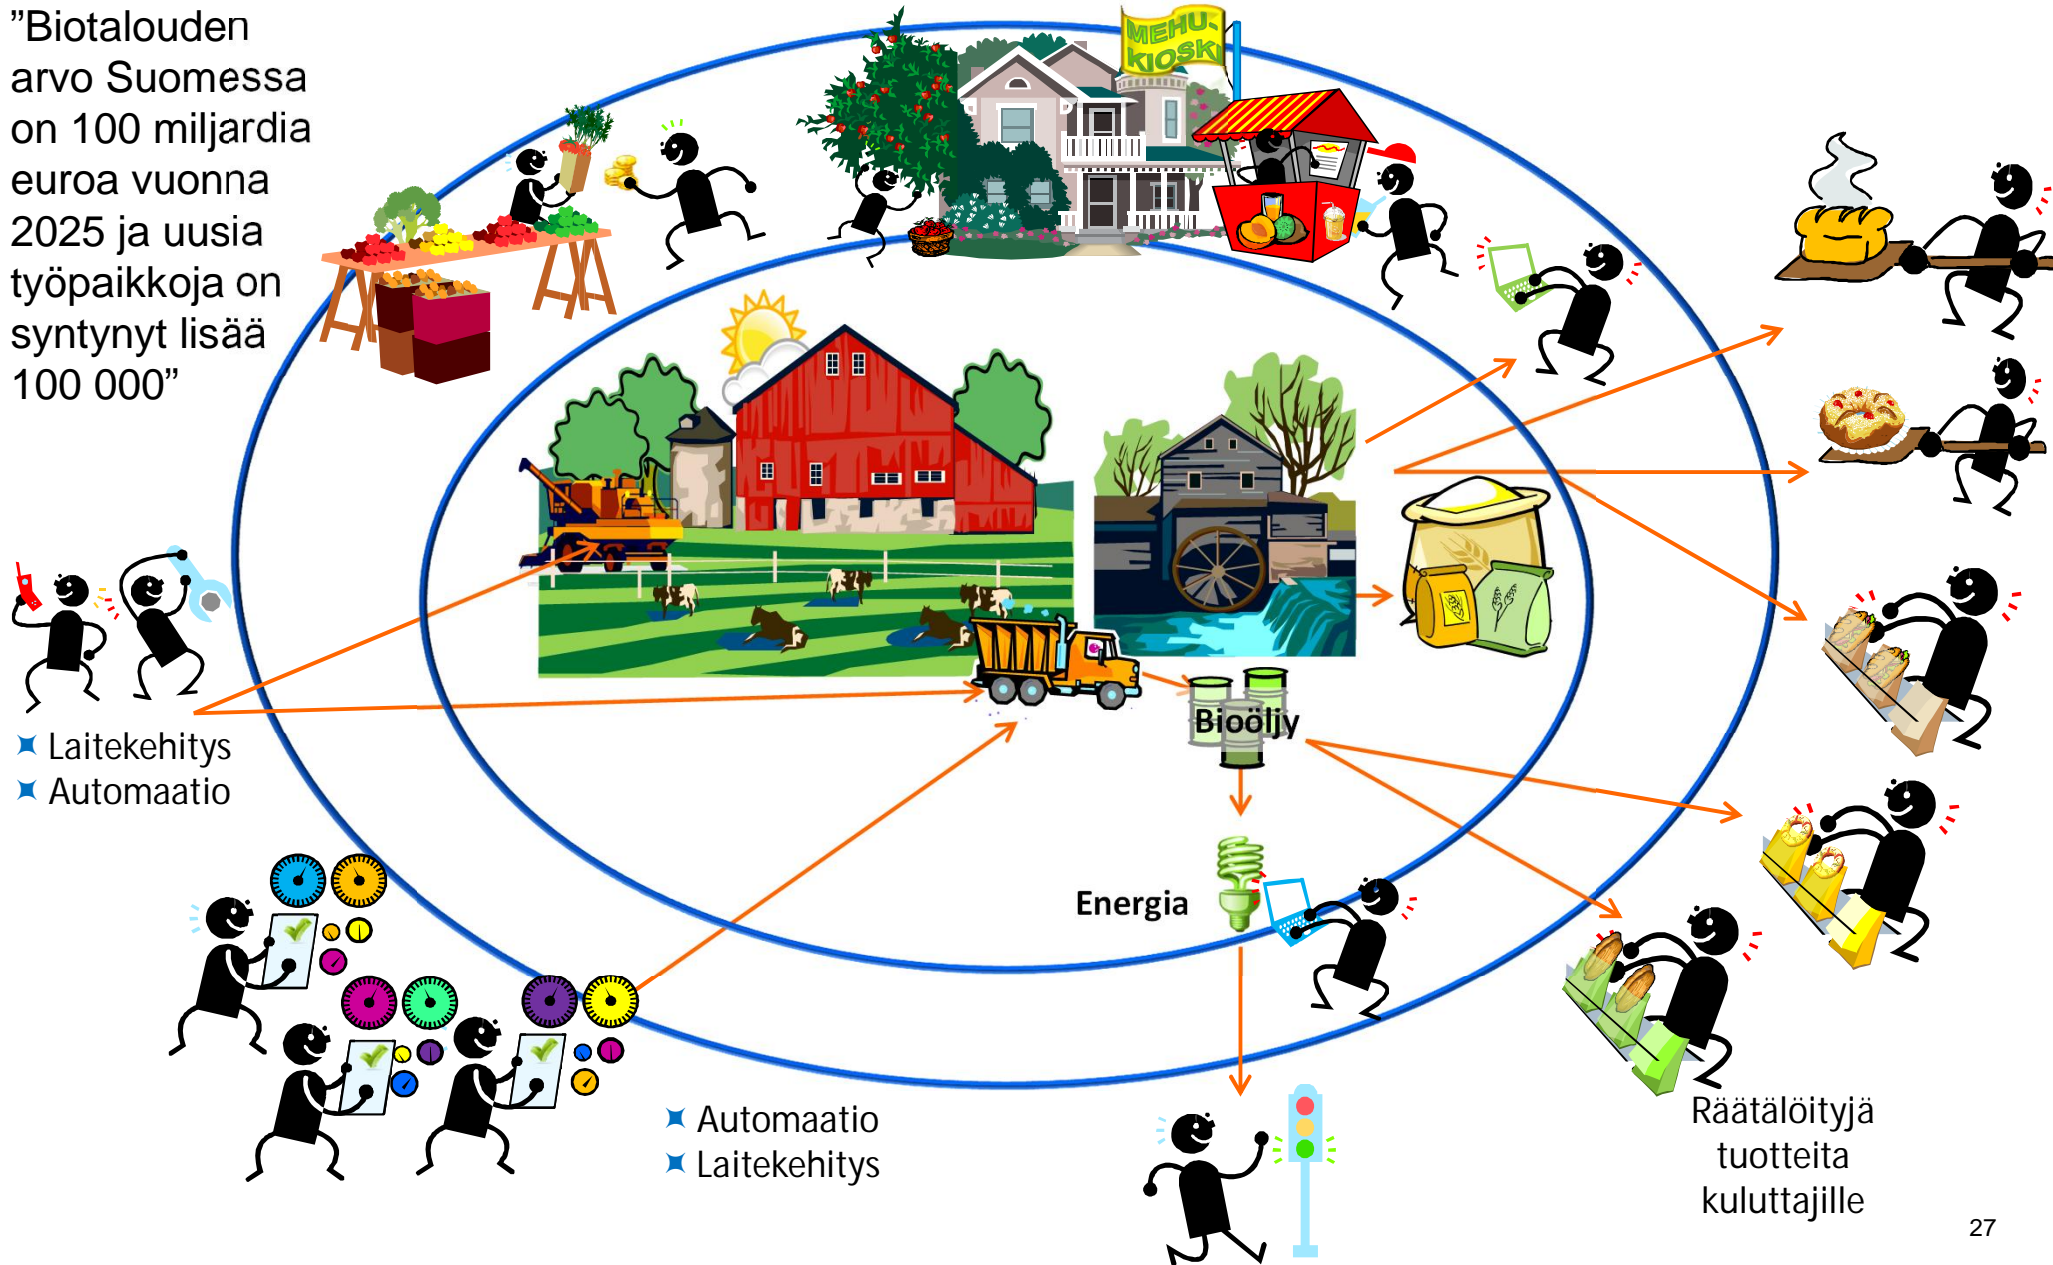 ”Biotalouden
arvo Suomessa
on 100 miljardia
euroa vuonna
2025 ja uusia
työpaikkoja on
syntynyt lisää
100 000”
MEHU-
KIOSKI
Laitekehitys
Automaatio
Bioöljy
Energia
Automaatio
Laitekehitys
Räätälöityjä
tuotteita
kuluttajille
27